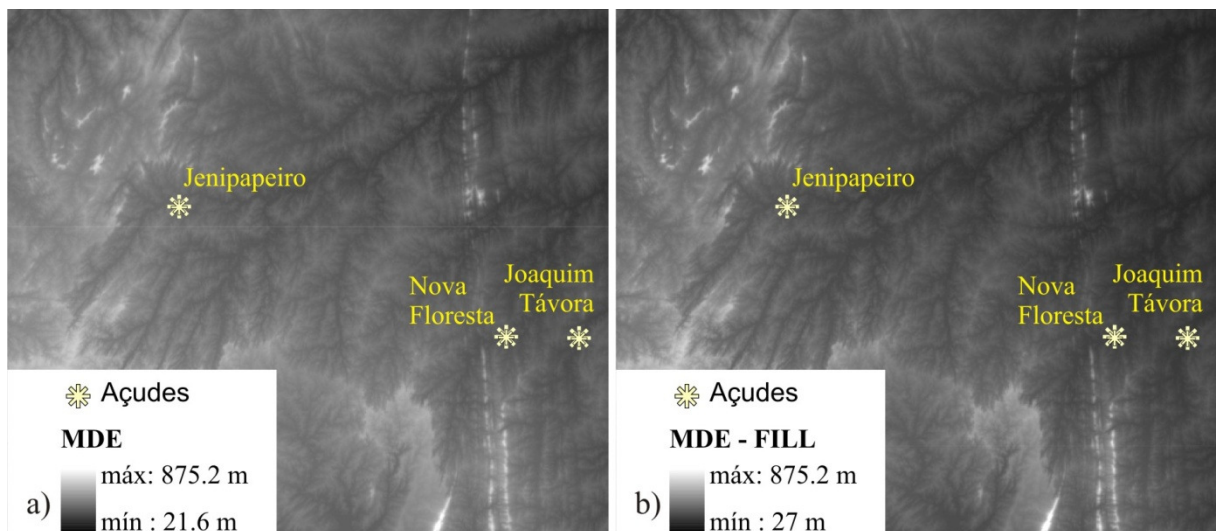 Jenipapeiro
Nova
Floresta
Joaquim
Távora
Açudes
MDE
máx: 875.2 m
mín : 21.6 m
a)
Jenipapeiro
Nova
Floresta
Joaquim
Távora
Açudes
MDE - FILL
máx: 875.2 m
mín : 27 m
b)